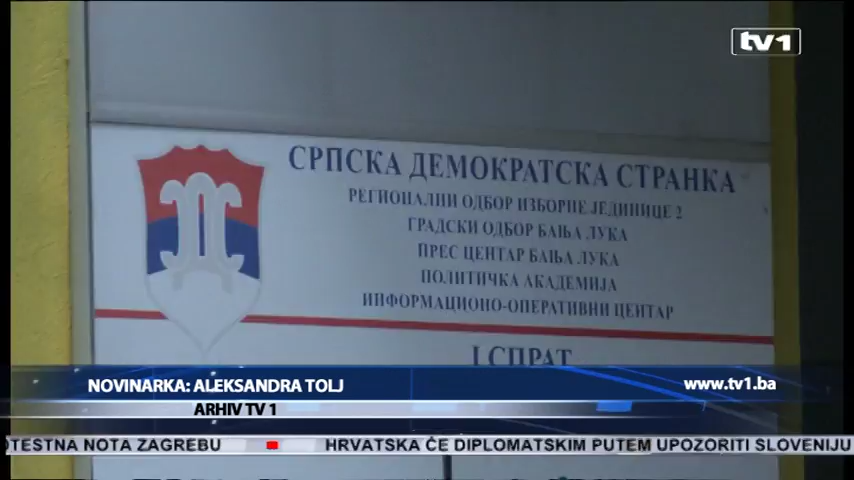 tv1
СРПСКА ДЕМОКРАТСКА СТРАНКА
РЕГИОНАЛНИ ОДБОР ИЗБОРНЕ ЈЕДИНИЦЕ 2
ГРАДСКИ ОДБОР БАЊА ЛУКА
ПРЕС ЦЕНТАР БАЊА ЛУКА
ПОЛИТИЧКА АКАДЕМИЈА
ИНФОРМАЦИОНО-ОПЕРАТИВНИ ЦЕНТАР
I СПРАТ
NOVINARKA: ALEKSANDRA TOLJ
www.tv1.ba
ARHIV TV 1
OTESTNA NOTA ZAGREBU HRVATSKA ĆE DIPLOMATSKIM PUTEM UPOZORITI SLOVENIJU